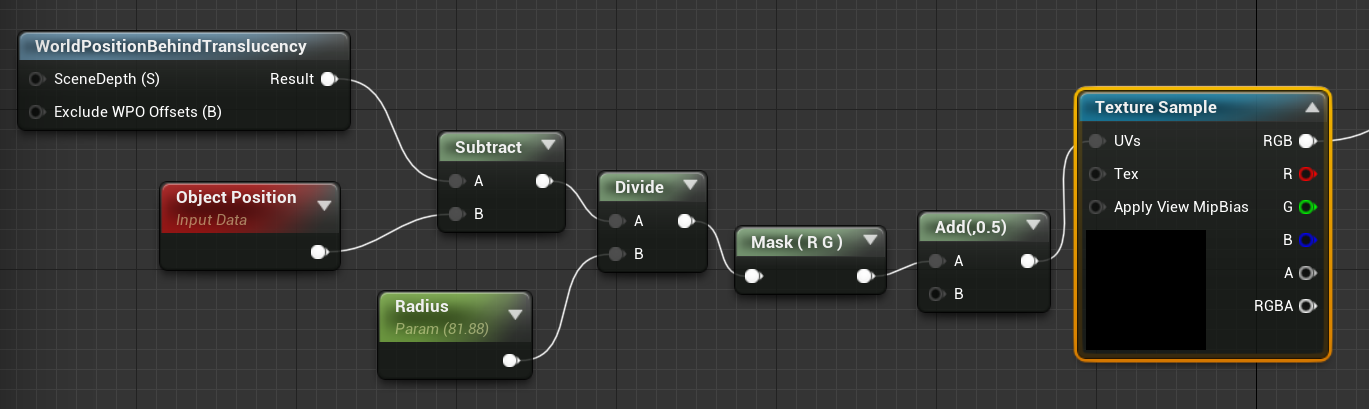 WorldPositionBehindTranslucency
SceneDepth (S)
Result
Exclude WPO Offsets (B)
Object Position
Input Data
Subtract
A
B
Radius
Param (81.88)
Divide
A
B
Mask ( R G )
Add(,0.5)
A
B
Texture Sample
UVs
RGB
Tex
R
Apply View MipBias
G
B
A
RGBA